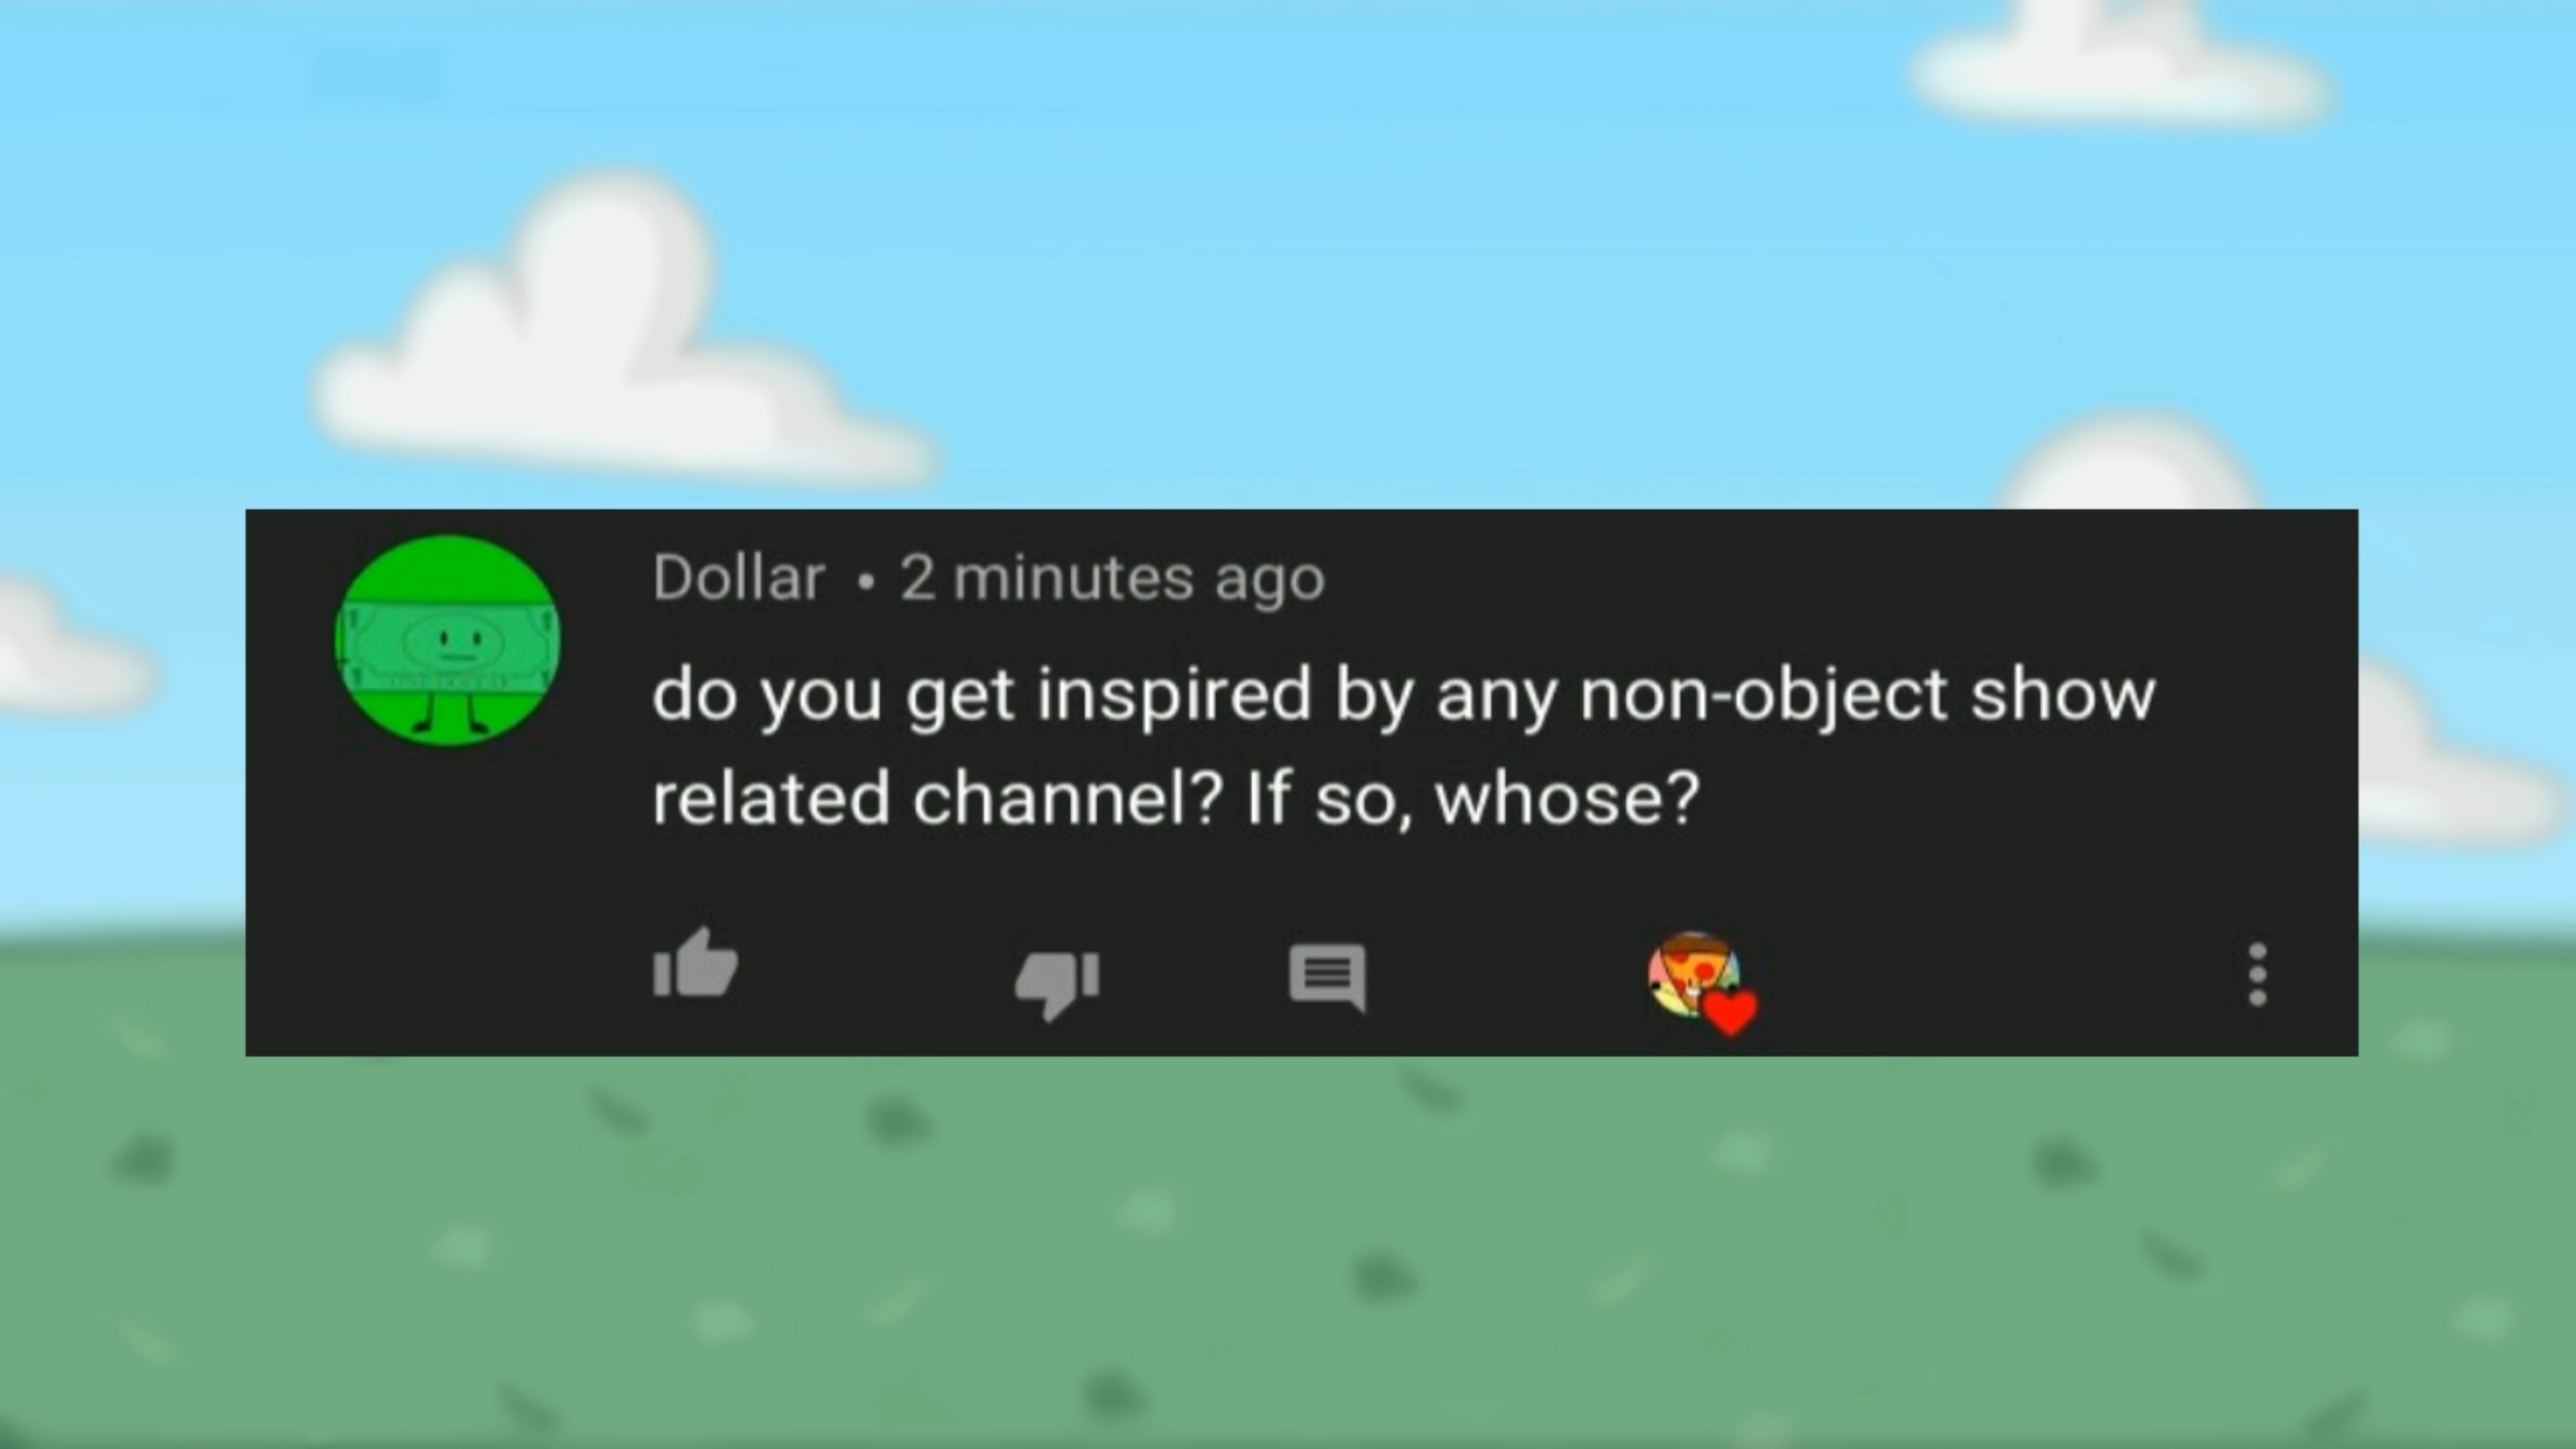 Dollar • 2 minutes ago
do you get inspired by any non-object show
related channel? If so, whose?